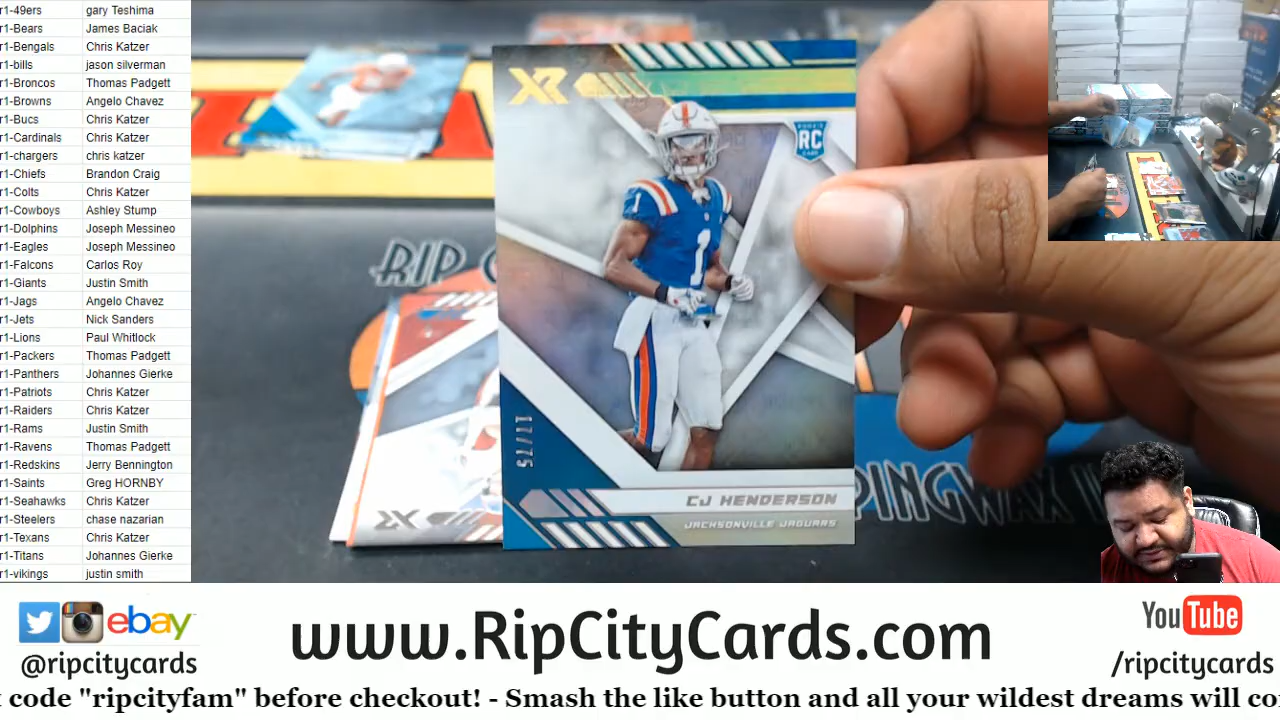 r1-49ers gary Teshima
r1-Bears James Baciak
r1-Bengals Chris Katzer
r1-bills jason silverman
r1-Broncos Thomas Padgett
r1-Browns Angelo Chavez
r1-Bucs Chris Katzer
r1-Cardinals Chris Katzer
r1-chargers chris katzer
r1-Chiefs Brandon Craig
r1-Colts Chris Katzer
r1-Cowboys Ashley Stump
r1-Dolphins Joseph Messineo
r1-Eagles Joseph Messineo
r1-Falcons Carlos Roy
r1-Giants Justin Smith
r1-Jags Angelo Chavez
r1-Jets Nick Sanders
r1-Lions Paul Whitlock
r1-Packers Thomas Padgett
r1-Panthers Johannes Gierke
r1-Patriots Chris Katzer
r1-Raiders Chris Katzer
r1-Rams Justin Smith
r1-Ravens Thomas Padgett
r1-Redskins Jerry Bennington
r1-Saints Greg HORNBY
r1-Seahawks Chris Katzer
r1-Steelers chase nazarian
r1-Texans Chris Katzer
r1-Titans Johannes Gierke
r1-vikings justin smith
XR
ROOKIE
RC
CARD
1
1
17/75
CJ HENDERSON
JACKSONVILLE JAGUARS
RIP
XR
PINGWAX
ebay
@ripcitycards
www.RipCityCards.com
YouTube
/ripcitycards
code "ripcityfam" before checkout! - Smash the like button and all your wildest dreams will